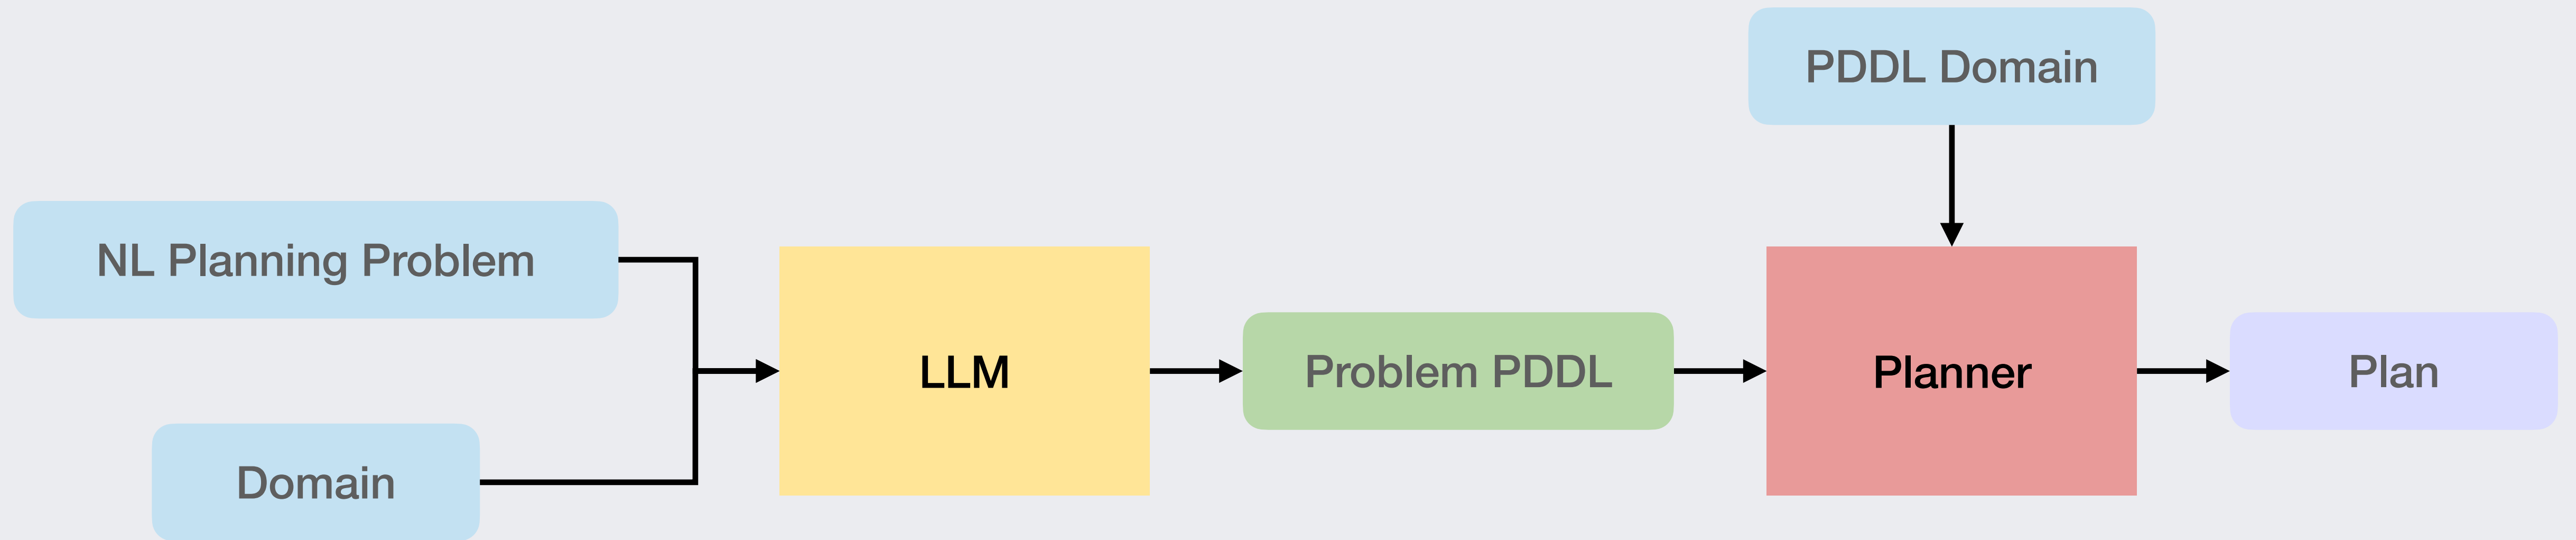 PDDL Domain
NL Planning Problem
LLM
Problem PDDL
Planner
Plan
Domain